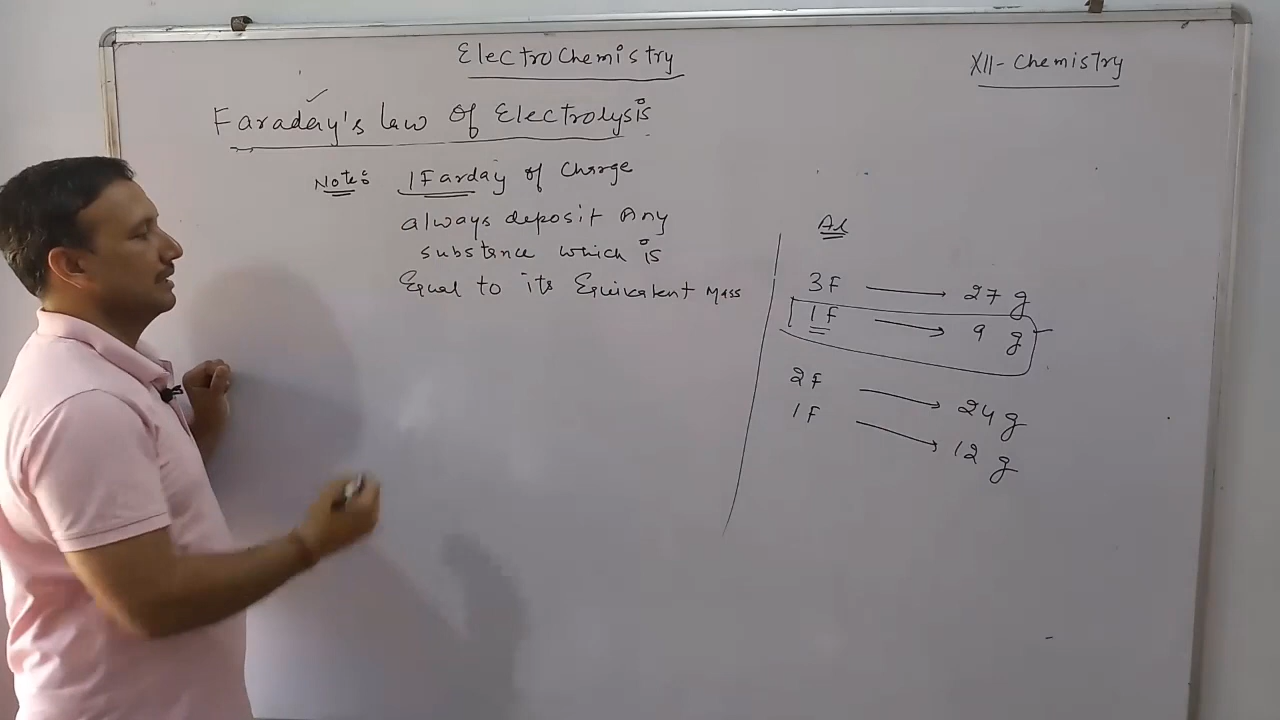 ElectroChemistry
XII-Chemistry
Faraday's law of Electrolysis
Note: 1 Farday of Charge
always deposit Any
substance which is
Equal to its Equivalent Mass
Al
3F → 27 g
1F → 9 g
2F → 24 g
1F → 12 g